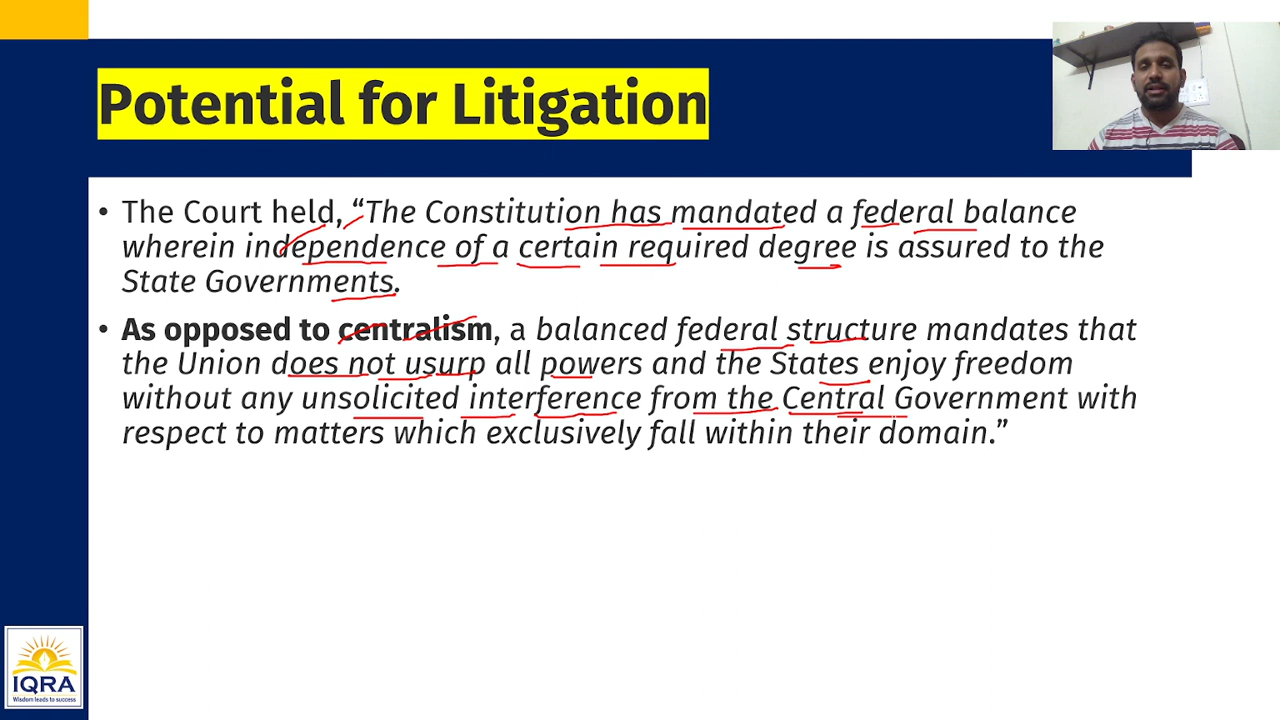 Potential for Litigation
• The Court held, “The Constitution has mandated a federal balance
wherein independence of a certain required degree is assured to the
State Governments.
• As opposed to centralism, a balanced federal structure mandates that
the Union does not usurp all powers and the States enjoy freedom
without any unsolicited interference from the Central Government with
respect to matters which exclusively fall within their domain.”
IQRA
Wisdom leads to success